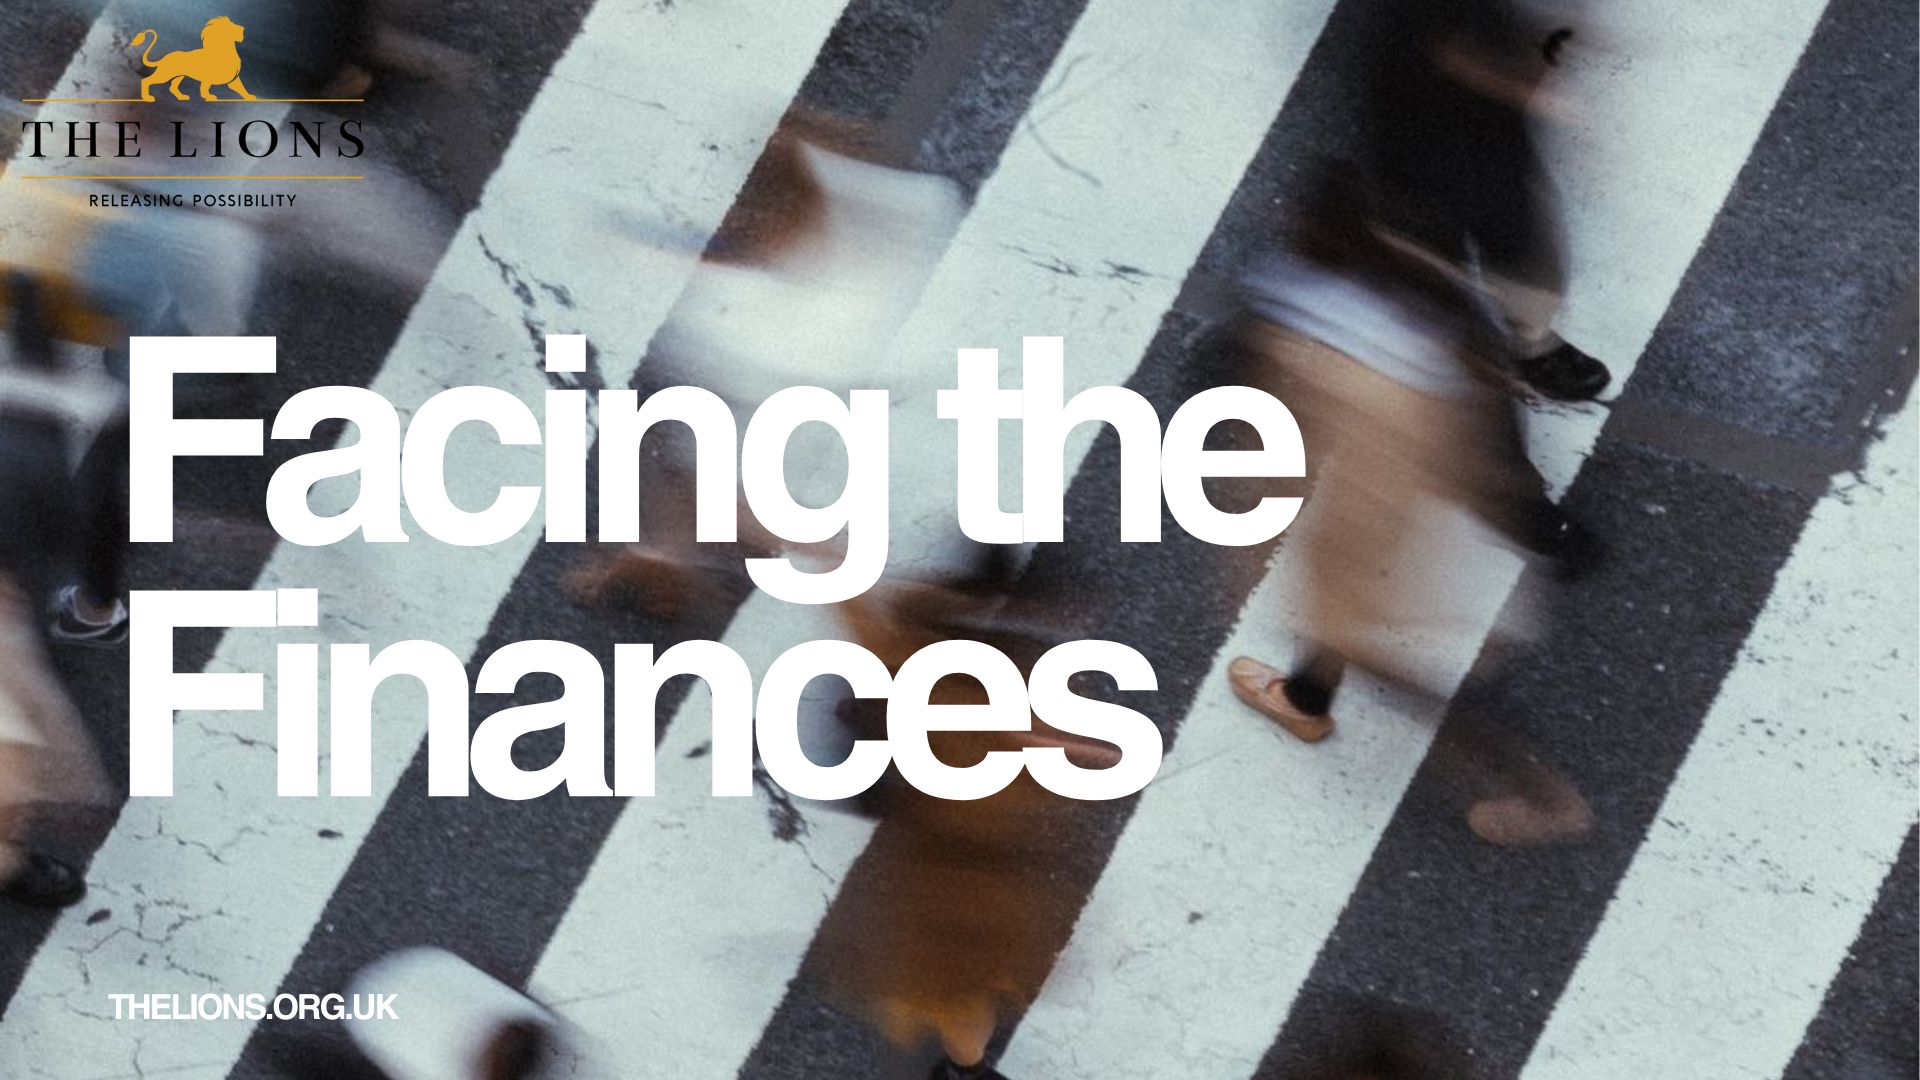 THE LIONS
RELEASING POSSIBILITY
Facing the
Finances
THELIONS.ORG.UK